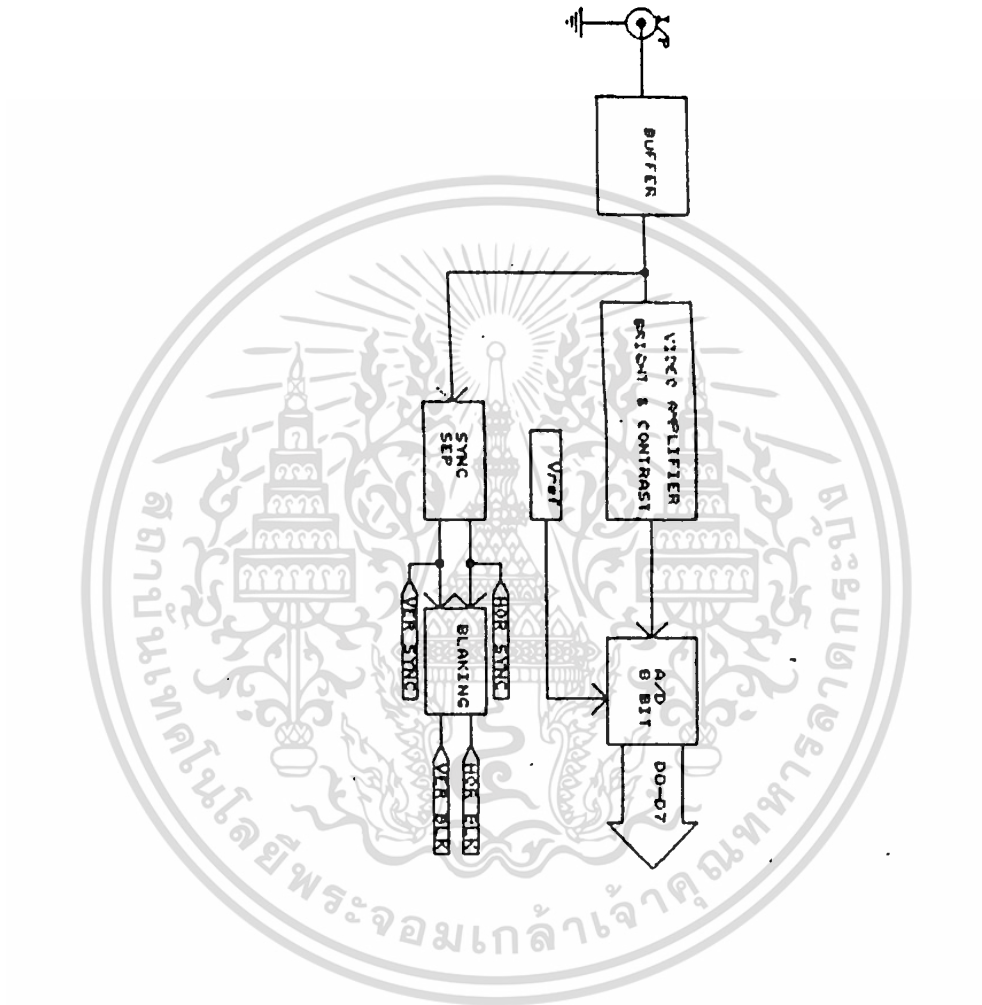 I/P
BUFFER
VIDEO AMPLIFIER
BRIGHT & CONTRAST
Vref
A/D
8 BIT
D0-D7
SYNC
SEP
HOR SYNC
VER SYNC
BLAKING
HOR BLK
VER BLK
สถาบันเทคโนโลยีพระจอมเกล้าเจ้าคุณทหารลาดกระบัง